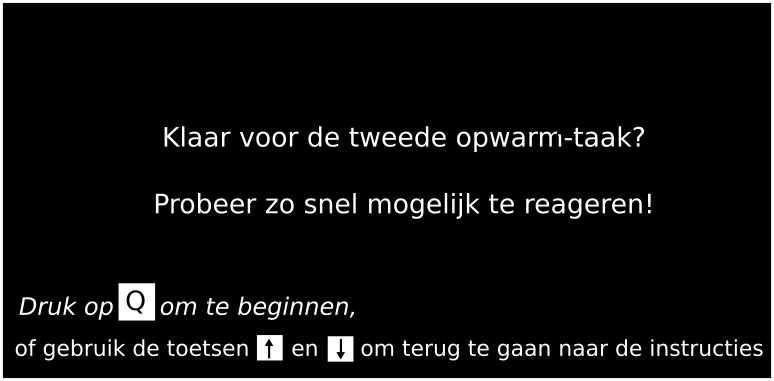 Klaar voor de tweede opwarm-taak?
Probeer zo snel mogelijk te reageren!
Druk op Q om te beginnen,
of gebruik de toetsen ↑ en ↓ om terug te gaan naar de instructies